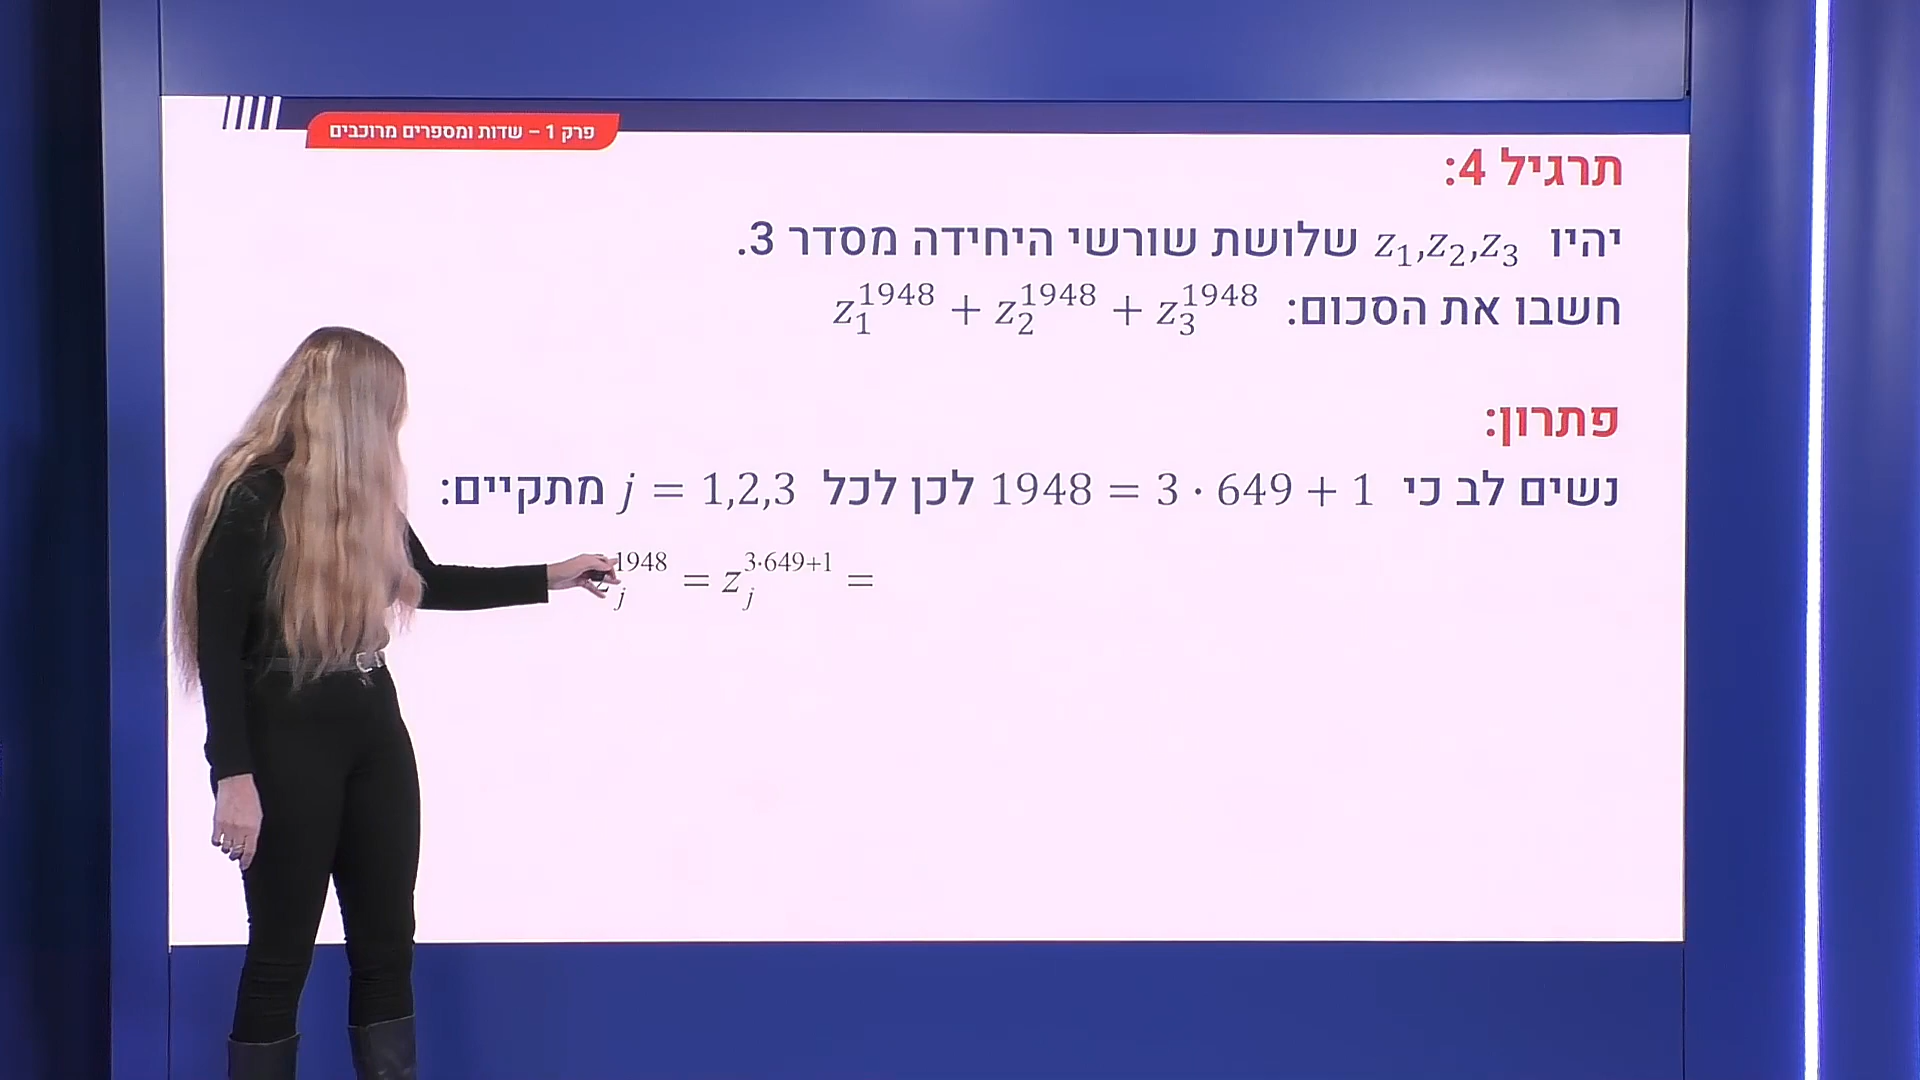 פרק 1 – שדות ומספרים מרוכבים
תרגיל 4:
יהיו z₁,z₂,z₃ שלושת שורשי היחידה מסדר 3.
חשבו את הסכום: z₁¹⁹⁴⁸ + z₂¹⁹⁴⁸ + z₃¹⁹⁴⁸
פתרון:
נשים לב כי 1948 = 3 · 649 + 1 לכן לכל j = 1,2,3 מתקיים:
z_j^1948 = z_j^{3·649+1} =